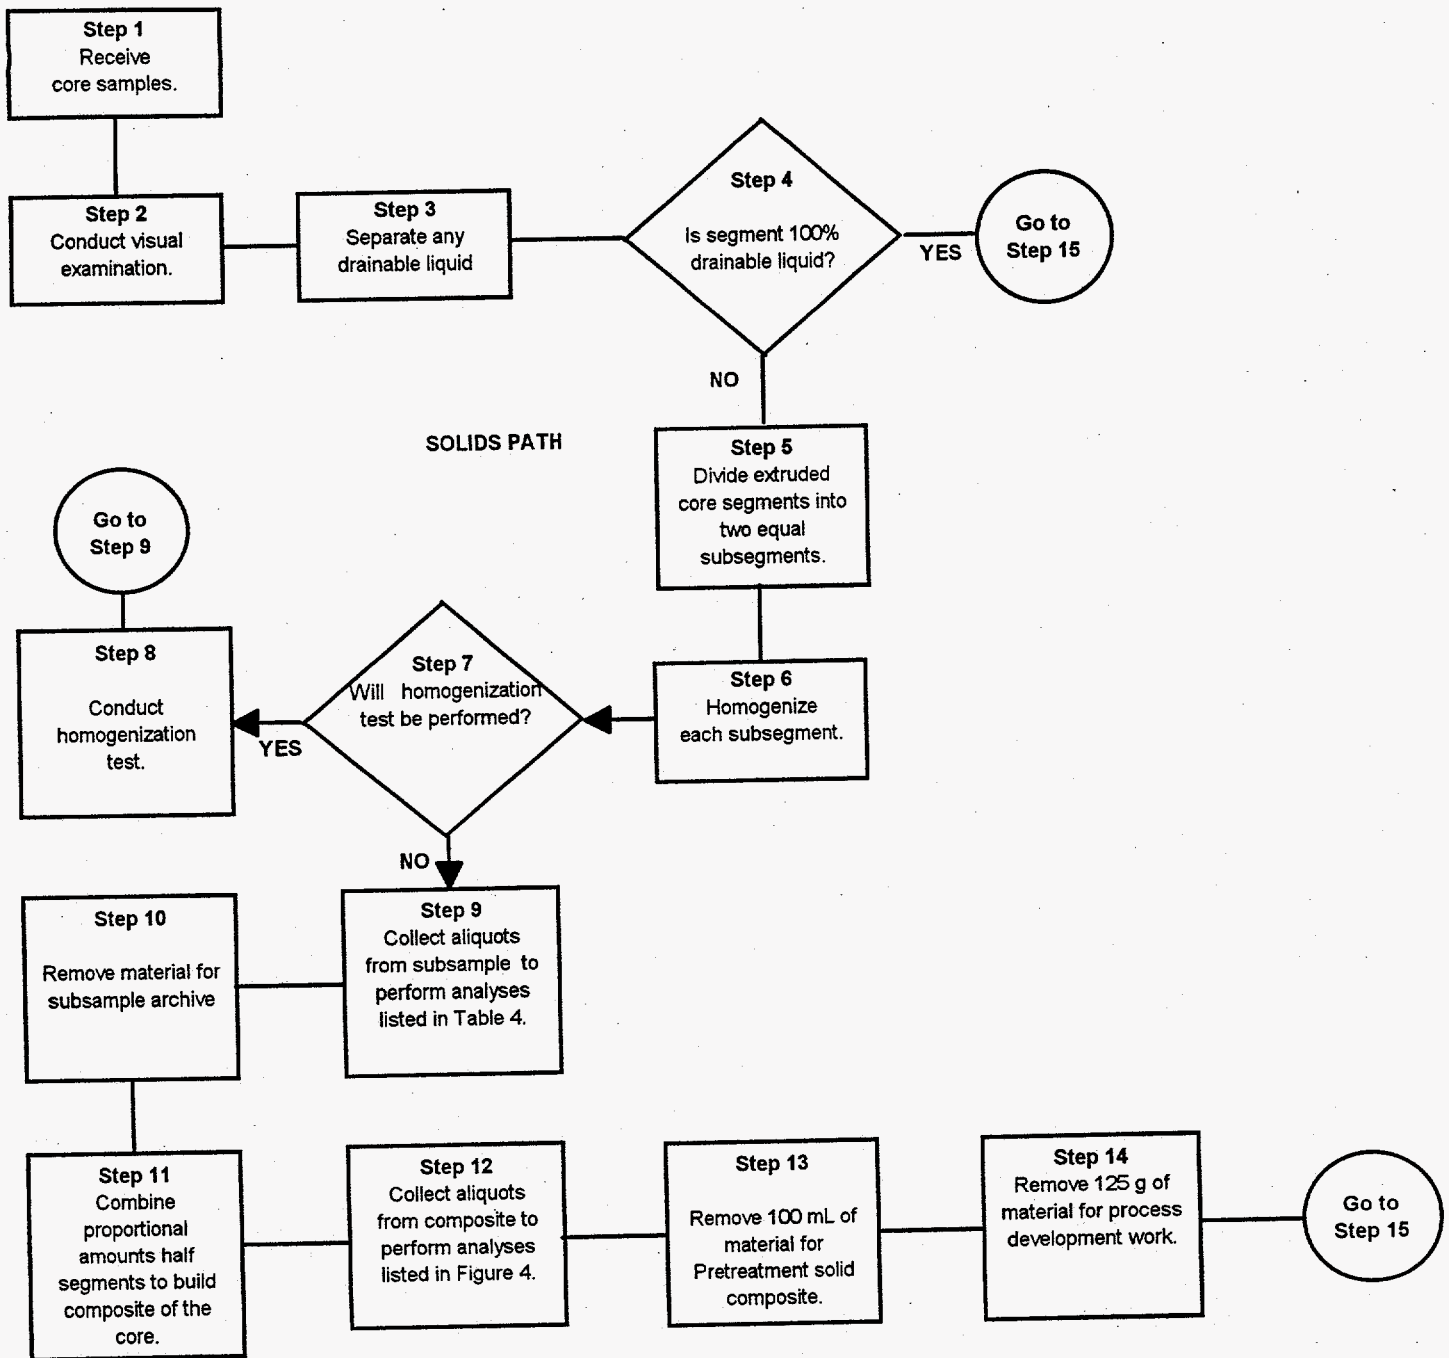 Step 1
Receive
core samples.
Step 2
Conduct visual
examination.
Step 3
Separate any
drainable liquid
Step 4
Is segment 100%
drainable liquid?
YES
Go to
Step 15
NO
SOLIDS PATH
Step 5
Divide extruded
core segments into
two equal
subsegments.
Step 6
Homogenize
each subsegment.
Step 7
Will homogenization
test be performed?
YES
Step 8
Conduct
homogenization
test.
Go to
Step 9
NO
Step 9
Collect aliquots
from subsample to
perform analyses
listed in Table 4.
Step 10
Remove material for
subsample archive
Step 11
Combine
proportional
amounts half
segments to build
composite of the
core.
Step 12
Collect aliquots
from composite to
perform analyses
listed in Figure 4.
Step 13
Remove 100 mL of
material for
Pretreatment solid
composite.
Step 14
Remove 125 g of
material for process
development work.
Go to
Step 15